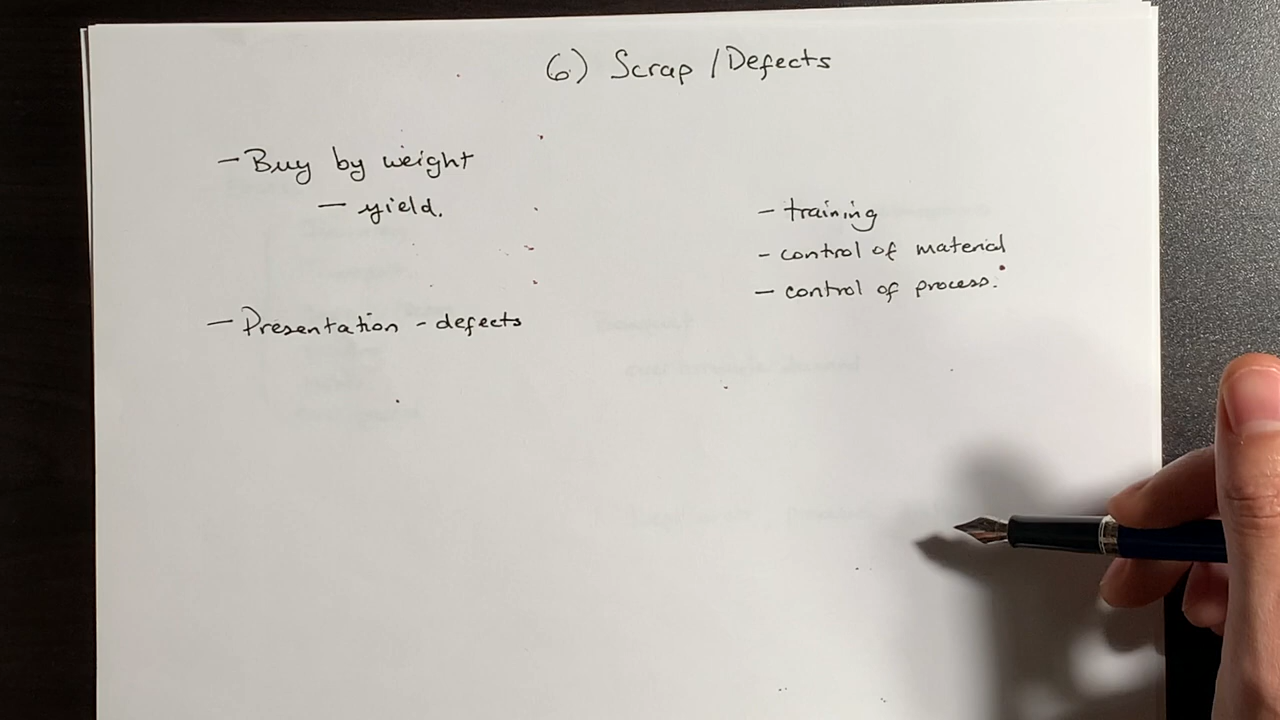 6) Scrap / Defects
- Buy by weight
- yield.
- training
- control of material
- control of process.
- Presentation - defects